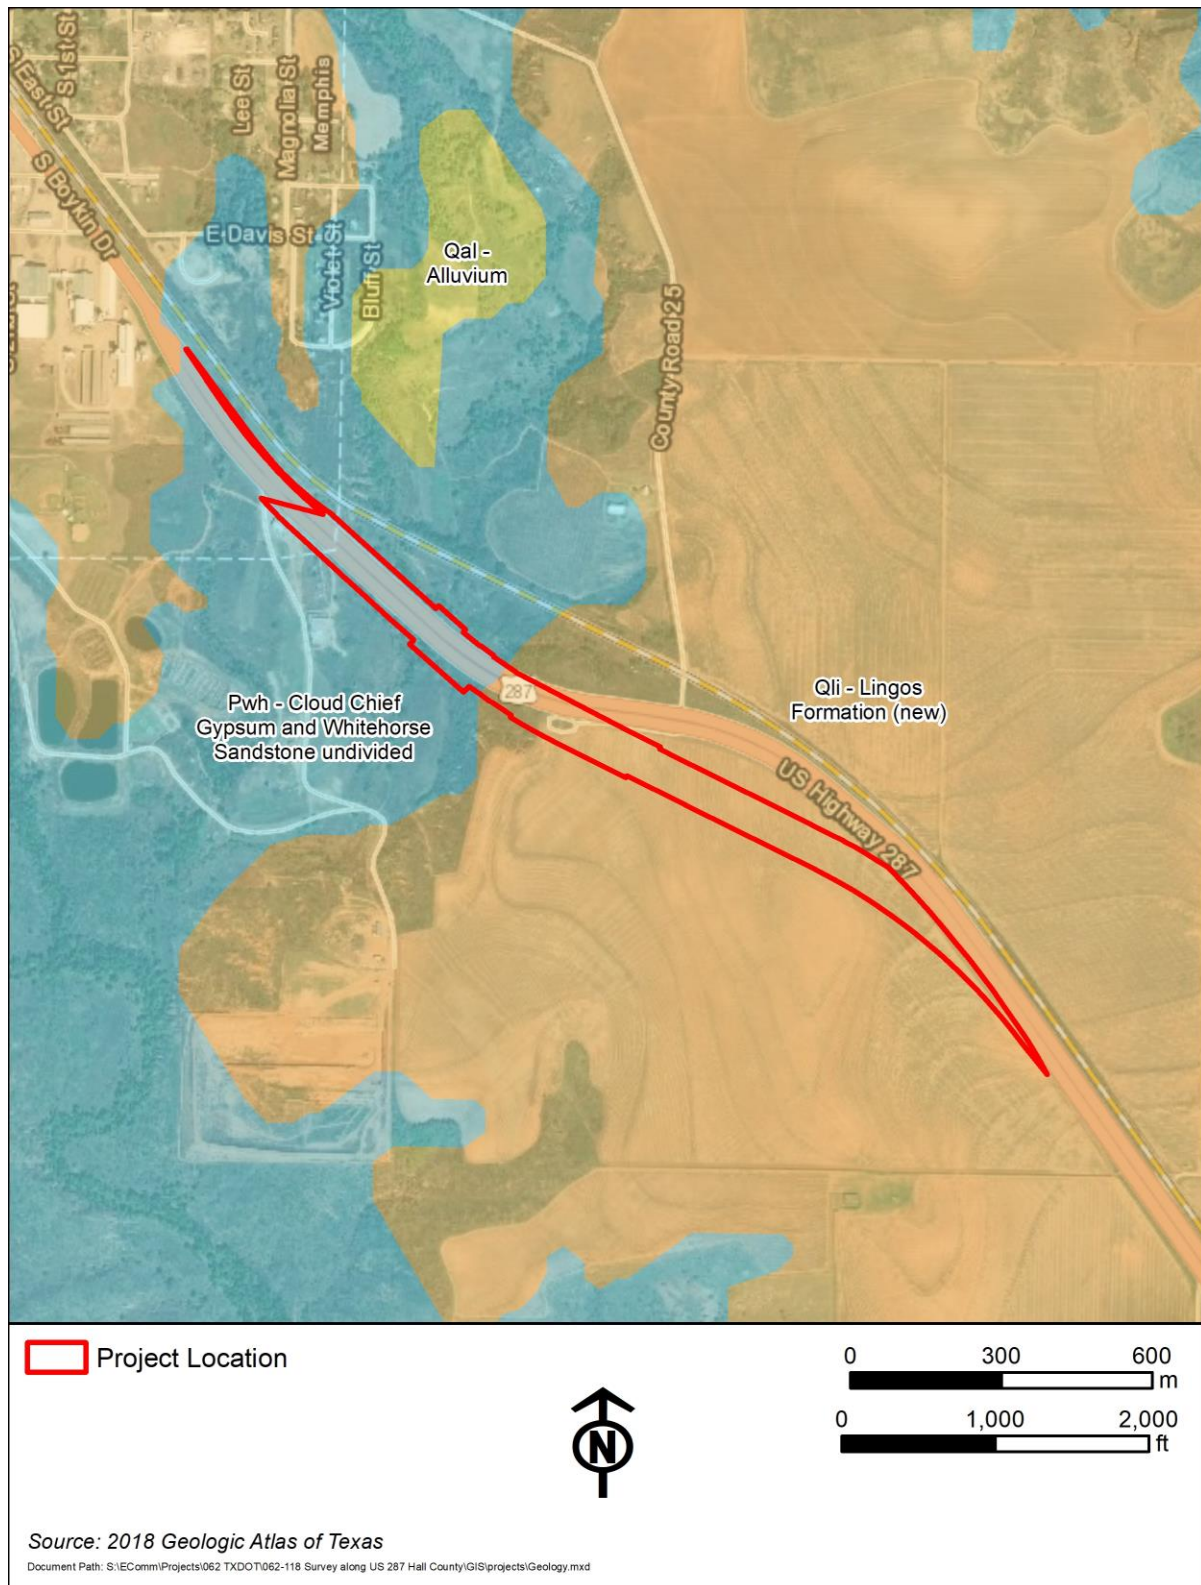 S East St
S 1st St
Lee St
Magnolia St
Memphis
S Boykin Dr
E Davis St
Violet St
Bluff St
Qal -
Alluvium
County Road 25
287
Pwh - Cloud Chief
Gypsum and Whitehorse
Sandstone undivided
Qli - Lingos
Formation (new)
US Highway 287
Project Location
0 300 600
m
N
0 1,000 2,000
ft
Source: 2018 Geologic Atlas of Texas
Document Path: S:\EComm\Projects\062 TXDOT\062-118 Survey along US 287 Hall County\GIS\projects\Geology.mxd